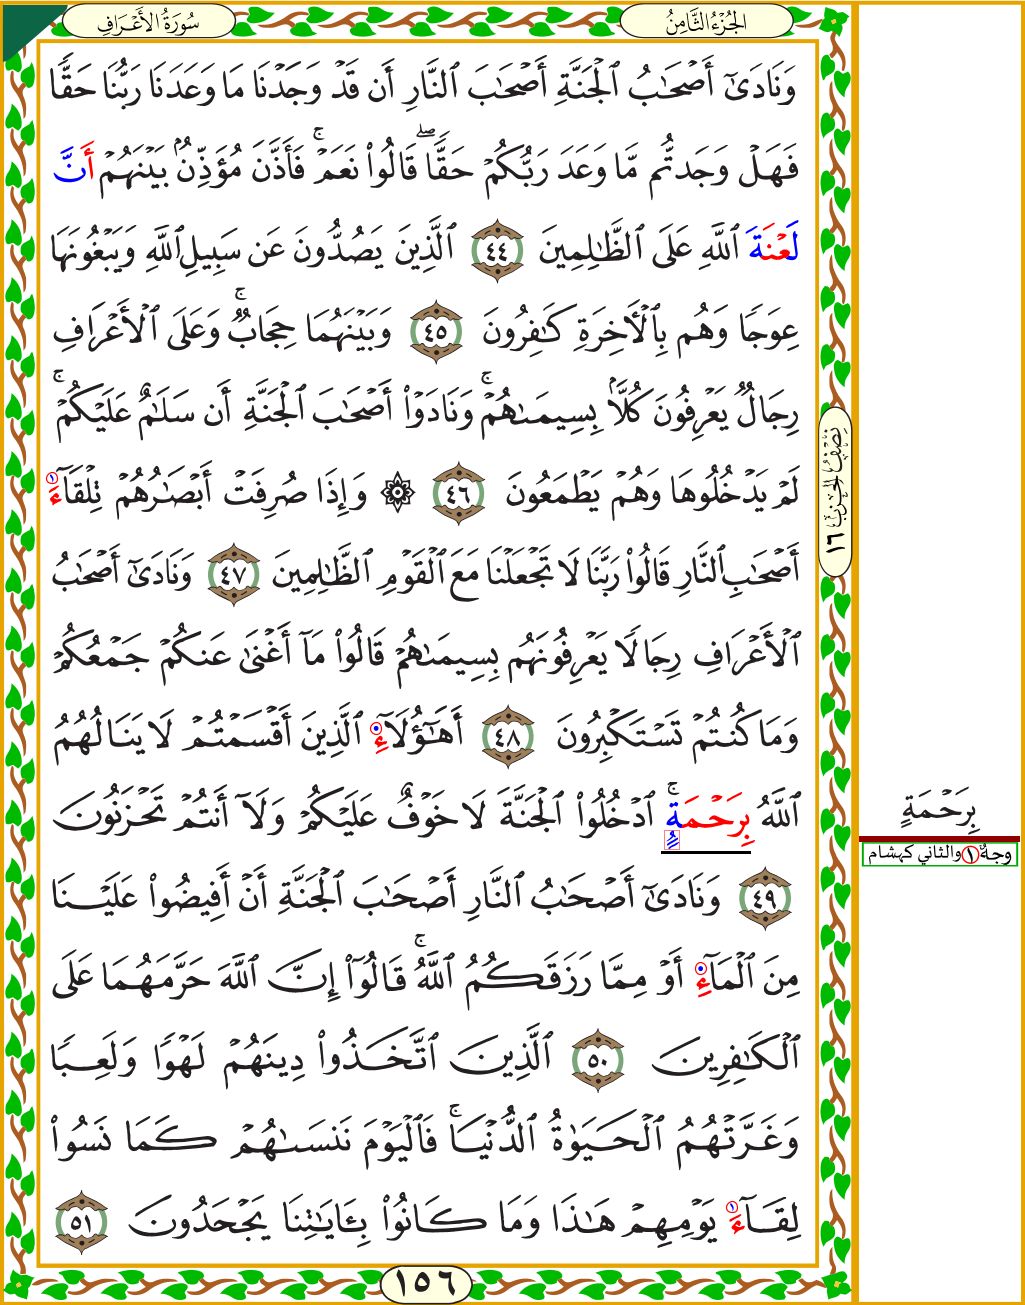 سُورَةُ الأَعْرَافِ
الجُزْءُ الثَّامِنُ
وَنَادَىٰٓ أَصْحَٰبُ ٱلْجَنَّةِ أَصْحَٰبَ ٱلنَّارِ أَن قَدْ وَجَدْنَا مَا وَعَدَنَا رَبُّنَا حَقًّا
فَهَلْ وَجَدتُّم مَّا وَعَدَ رَبُّكُمْ حَقًّا ۖ قَالُوا۟ نَعَمْ ۚ فَأَذَّنَ مُؤَذِّنٌۢ بَيْنَهُمْ أَنَّ
لَعْنَةَ ٱللَّهِ عَلَى ٱلظَّٰلِمِينَ ٤٤ ٱلَّذِينَ يَصُدُّونَ عَن سَبِيلِ ٱللَّهِ وَيَبْغُونَهَا
عِوَجًا وَهُم بِٱلْأَخِرَةِ كَٰفِرُونَ ٤٥ وَبَيْنَهُمَا حِجَابٌ ۚ وَعَلَى ٱلْأَعْرَافِ
رِجَالٌ يَعْرِفُونَ كُلًّۢا بِسِيمَىٰهُمْ ۚ وَنَادَوْا۟ أَصْحَٰبَ ٱلْجَنَّةِ أَن سَلَٰمٌ عَلَيْكُمْ ۚ
لَمْ يَدْخُلُوهَا وَهُمْ يَطْمَعُونَ ٤٦ ۞ وَإِذَا صُرِفَتْ أَبْصَٰرُهُمْ تِلْقَآءَ ١
أَصْحَٰبِ ٱلنَّارِ قَالُوا۟ رَبَّنَا لَا تَجْعَلْنَا مَعَ ٱلْقَوْمِ ٱلظَّٰلِمِينَ ٤٧ وَنَادَىٰٓ أَصْحَٰبُ
ٱلْأَعْرَافِ رِجَالًا يَعْرِفُونَهُم بِسِيمَىٰهُمْ قَالُوا۟ مَآ أَغْنَىٰ عَنكُمْ جَمْعُكُمْ
وَمَا كُنتُمْ تَسْتَكْبِرُونَ ٤٨ أَهَٰٓؤُلَآءِ ٱلَّذِينَ أَقْسَمْتُمْ لَا يَنَالُهُمُ
ٱللَّهُ بِرَحْمَةٍ ۚ ٱدْخُلُوا۟ ٱلْجَنَّةَ لَا خَوْفٌ عَلَيْكُمْ وَلَآ أَنتُمْ تَحْزَنُونَ
٤٩ وَنَادَىٰٓ أَصْحَٰبُ ٱلنَّارِ أَصْحَٰبَ ٱلْجَنَّةِ أَنْ أَفِيضُوا۟ عَلَيْنَا
مِنَ ٱلْمَآءِ أَوْ مِمَّا رَزَقَكُمُ ٱللَّهُ ۚ قَالُوٓا۟ إِنَّ ٱللَّهَ حَرَّمَهُمَا عَلَى
ٱلْكَٰفِرِينَ ٥٠ ٱلَّذِينَ ٱتَّخَذُوا۟ دِينَهُمْ لَهْوًا وَلَعِبًا
وَغَرَّتْهُمُ ٱلْحَيَوٰةُ ٱلدُّنْيَا ۚ فَٱلْيَوْمَ نَنسَىٰهُمْ كَمَا نَسُوا۟
لِقَآءَ ١ يَوْمِهِمْ هَٰذَا وَمَا كَانُوا۟ بِـَٔايَٰتِنَا يَجْحَدُونَ ٥١
نِصْفُ الحِزْبِ ١٦
بِرَحْمَةٍ
وجهٌ ١ والثاني كهشام
١٥٦